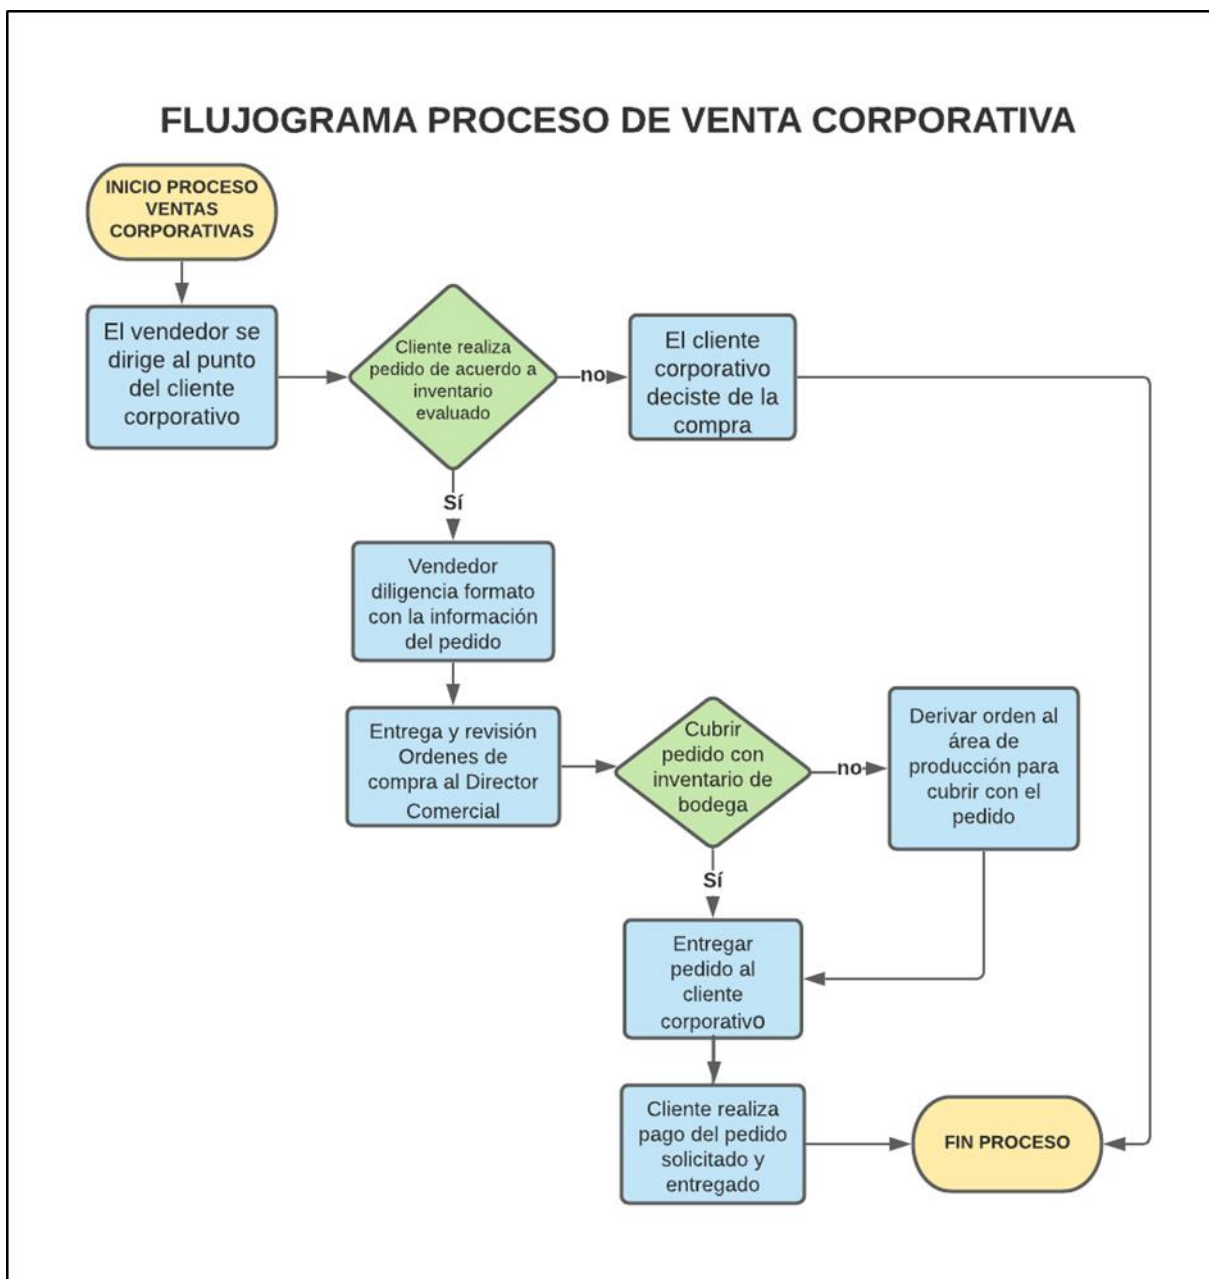 FLUJOGRAMA PROCESO DE VENTA CORPORATIVA
INICIO PROCESO
VENTAS
CORPORATIVAS
El vendedor se
dirige al punto
del cliente
corporativo
Cliente realiza
pedido de acuerdo a
inventario
evaluado
no
El cliente
corporativo
deciste de la
compra
Sí
Vendedor
diligencia formato
con la información
del pedido
Entrega y revisión
Ordenes de
compra al Director
Comercial
Cubrir
pedido con
inventario de
bodega
no
Derivar orden al
área de
producción para
cubrir con el
pedido
Sí
Entregar
pedido al
cliente
corporativo
Cliente realiza
pago del pedido
solicitado y
entregado
FIN PROCESO